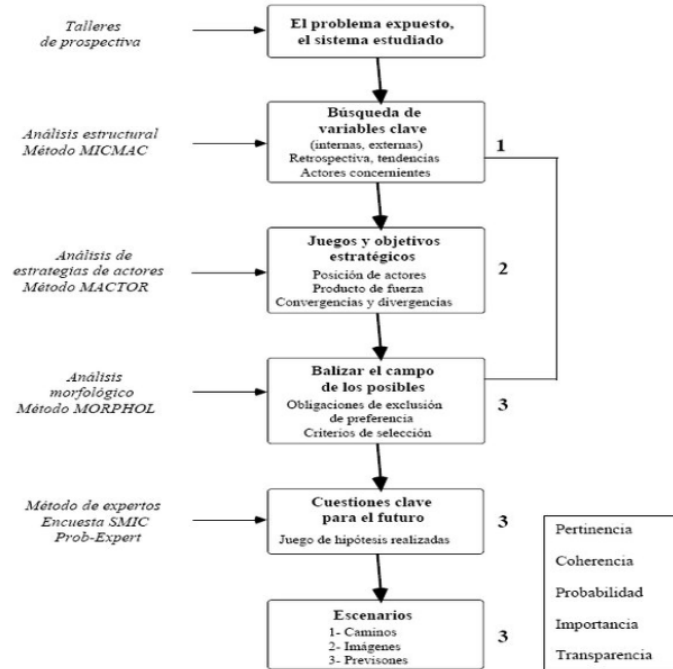 Talleres
de prospectiva
El problema expuesto,
el sistema estudiado
Análisis estructural
Método MICMAC
Búsqueda de
variables clave
(internas, externas)
Retrospectiva, tendencias
Actores concernientes
1
Análisis de
estrategias de actores
Método MACTOR
Juegos y objetivos
estratégicos
Posición de actores
Producto de fuerza
Convergencias y divergencias
2
Análisis
morfológico
Método MORPHOL
Balizar el campo
de los posibles
Obligaciones de exclusión
de preferencia
Criterios de selección
3
Método de expertos
Encuesta SMIC
Prob-Expert
Cuestiones clave
para el futuro
Juego de hipótesis realizadas
3
Escenarios
1- Caminos
2- Imágenes
3- Previsones
3
Pertinencia
Coherencia
Probabilidad
Importancia
Transparencia